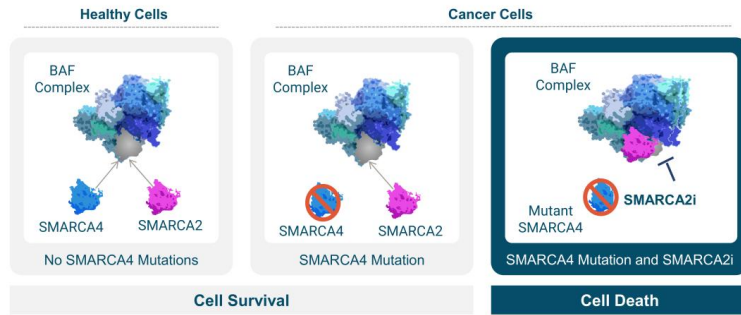 Healthy Cells
Cancer Cells
BAF
Complex
SMARCA4
SMARCA2
No SMARCA4 Mutations
BAF
Complex
SMARCA4
SMARCA2
SMARCA4 Mutation
BAF
Complex
SMARCA2i
Mutant
SMARCA4
SMARCA4 Mutation and SMARCA2i
Cell Survival
Cell Death